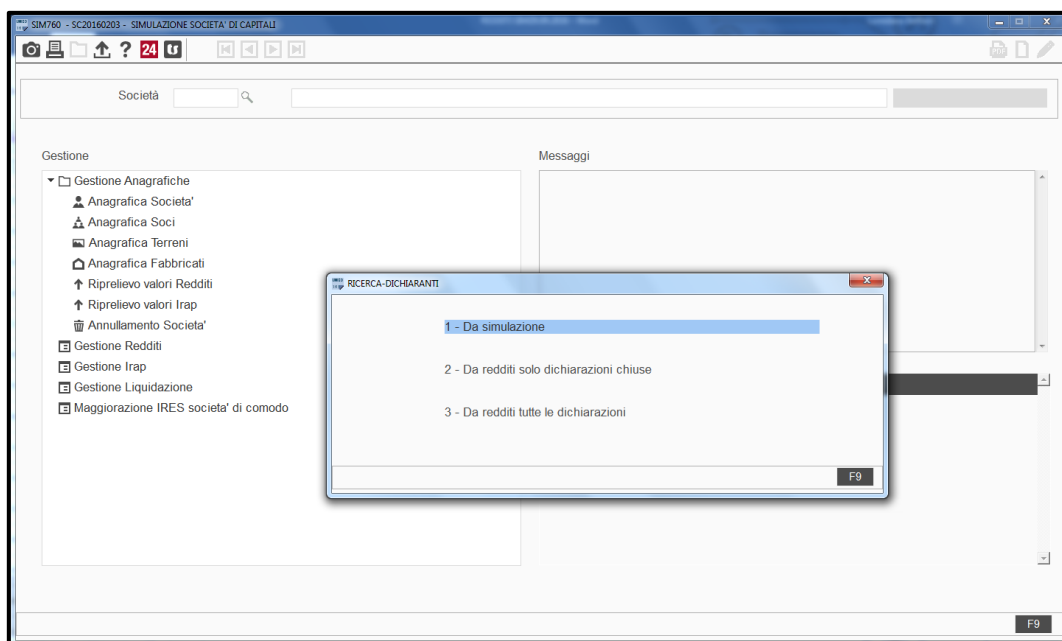 SIM760 - SC20160203 - SIMULAZIONE SOCIETA' DI CAPITALI
? 24
PDF
Società
Gestione
Messaggi
Gestione Anagrafiche
Anagrafica Societa'
Anagrafica Soci
Anagrafica Terreni
Anagrafica Fabbricati
Riprelievo valori Redditi
Riprelievo valori Irap
Annullamento Societa'
Gestione Redditi
Gestione Irap
Gestione Liquidazione
Maggiorazione IRES societa' di comodo
RICERCA-DICHIARANTI
1 - Da simulazione
2 - Da redditi solo dichiarazioni chiuse
3 - Da redditi tutte le dichiarazioni
F9
F9